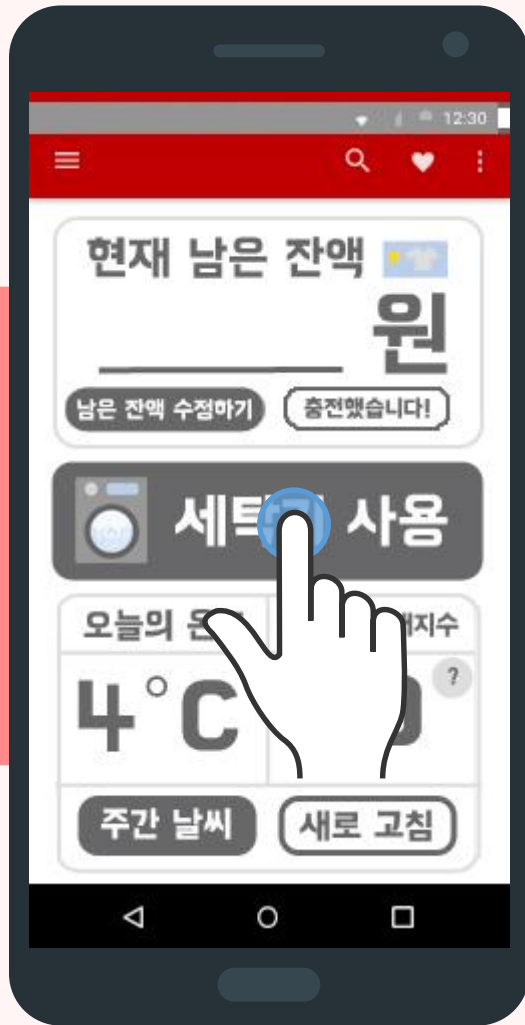 12:30
현재 남은 잔액
원
남은 잔액 수정하기 충전했습니다!
사용
오늘의
4°C ?
주간 날씨 새로 고침